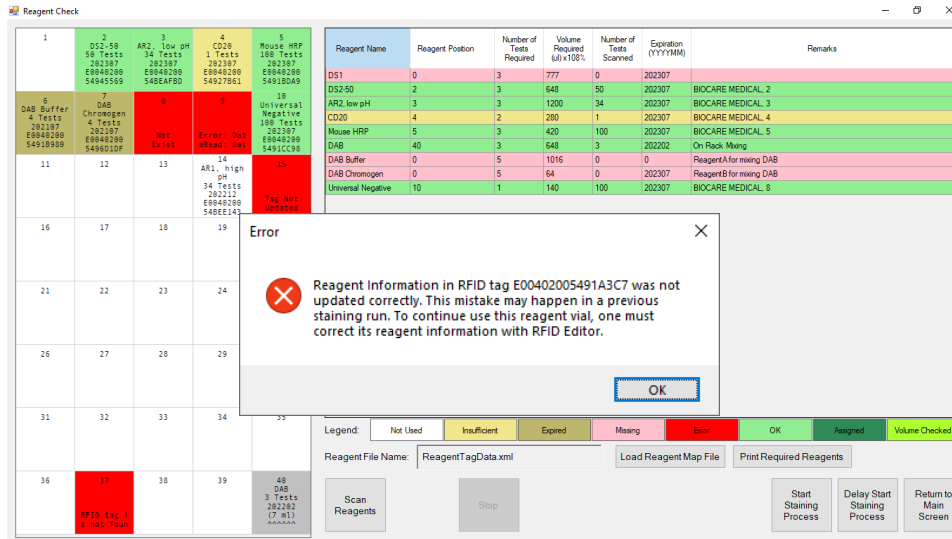 Reagent Check
1
2
DS2-50
50 Tests
202307
E0040200
54945569
3
AR2, low pH
34 Tests
202307
E0040200
54BEAFBD
4
CD20
1 Tests
202307
E0040200
54927B61
5
Mouse HRP
100 Tests
202307
E0040200
5491BDA9
6
DAB Buffer
4 Tests
202107
E0040200
5491B980
7
DAB
Chromogen
4 Tests
202107
E0040200
5496D1DF
8
Not
Exist
9
Error: Dat
aRead: Dat
10
Universal
Negative
100 Tests
202307
E0040200
5491CC98
11
12
13
14
AR1, high
pH
34 Tests
202212
E0040200
54BEE143
15
Tag Not
Updated
16
17
18
19
21
22
23
24
26
27
28
29
31
32
33
34
35
36
37
RFID tag i
s not foun
38
39
40
DAB
3 Tests
202202
(7 ml)
^^^^^^
Reagent Name Reagent Position Number of Tests Required Volume Required (ul) x108% Number of Tests Scanned Expiration (YYYYMM) Remarks
DS1 0 3 777 0 202307
DS2-50 2 3 648 50 202307 BIOCARE MEDICAL, 2
AR2, low pH 3 3 1200 34 202307 BIOCARE MEDICAL, 3
CD20 4 2 280 1 202307 BIOCARE MEDICAL, 4
Mouse HRP 5 3 420 100 202307 BIOCARE MEDICAL, 5
DAB 40 3 648 3 202202 On Rack Mixing
DAB Buffer 0 5 1016 0 0 Reagent A for mixing DAB
DAB Chromogen 0 5 64 0 202307 Reagent B for mixing DAB
Universal Negative 10 1 140 100 202307 BIOCARE MEDICAL, 8
Error
Reagent Information in RFID tag E00402005491A3C7 was not
updated correctly. This mistake may happen in a previous
staining run. To continue use this reagent vial, one must
correct its reagent information with RFID Editor.
OK
Legend: Not Used Insufficient Expired Missing Error OK Assigned Volume Checked
Reagent File Name: ReagentTagData.xml Load Reagent Map File Print Required Reagents
Scan
Reagents
Stop
Start
Staining
Process
Delay Start
Staining
Process
Return to
Main
Screen